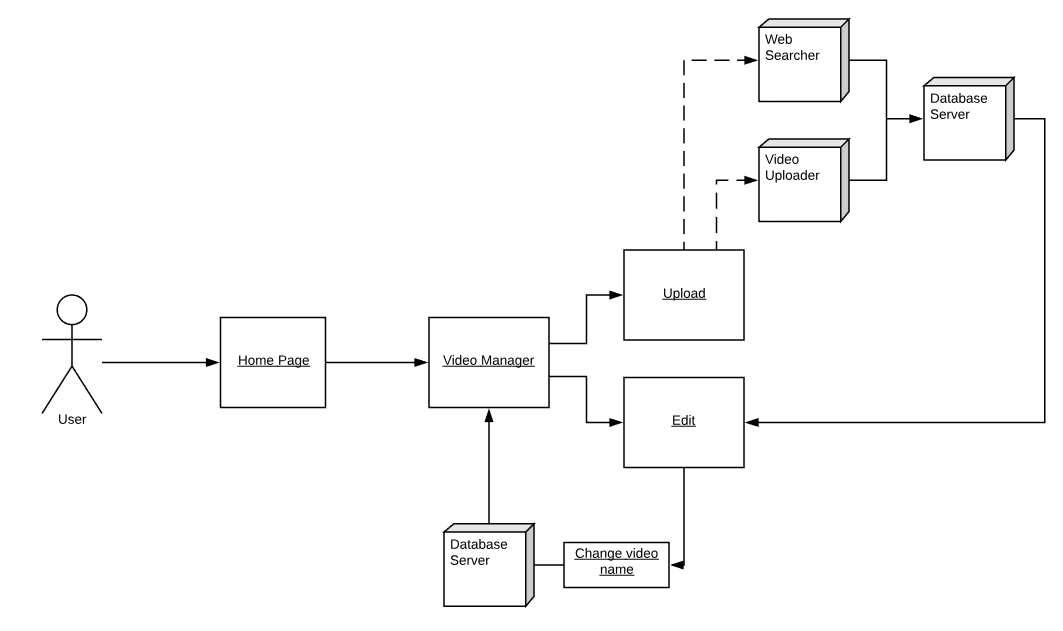 Web
Searcher
Database
Server
Video
Uploader
Upload
Home Page
Video Manager
User
Edit
Database
Server
Change video
name